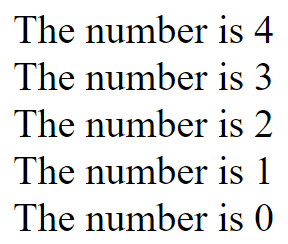 The number is 4
The number is 3
The number is 2
The number is 1
The number is 0